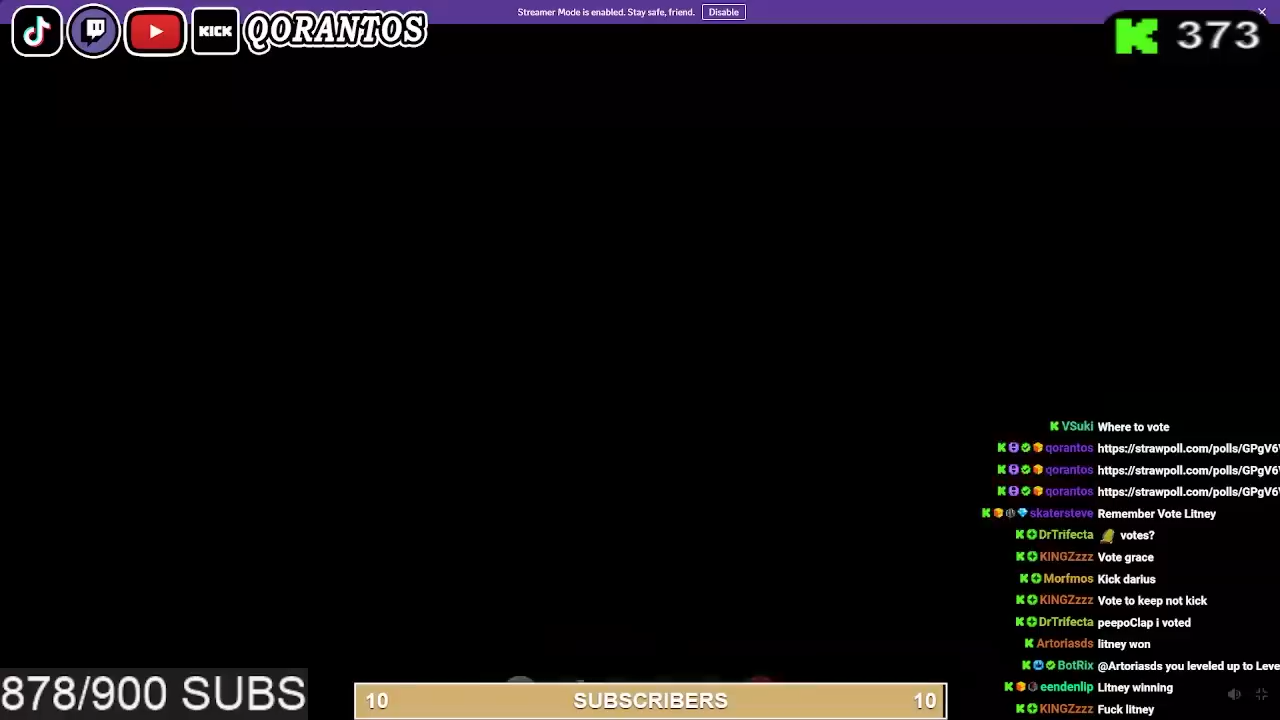 Streamer Mode is enabled. Stay safe, friend. Disable
KICK QORANTOS
373
VSuki Where to vote
qorantos https://strawpoll.com/polls/GPgV6
qorantos https://strawpoll.com/polls/GPgV6
qorantos https://strawpoll.com/polls/GPgV6
skatersteve Remember Vote Litney
DrTrifecta votes?
KINGZzzz Vote grace
Morfmos Kick darius
KINGZzzz Vote to keep not kick
DrTrifecta peepoClap i voted
Artoriasds litney won
BotRix @Artoriasds you leveled up to Leve
eendenlip Litney winning
KINGZzzz Fuck litney
878/900 SUBS
10 SUBSCRIBERS 10